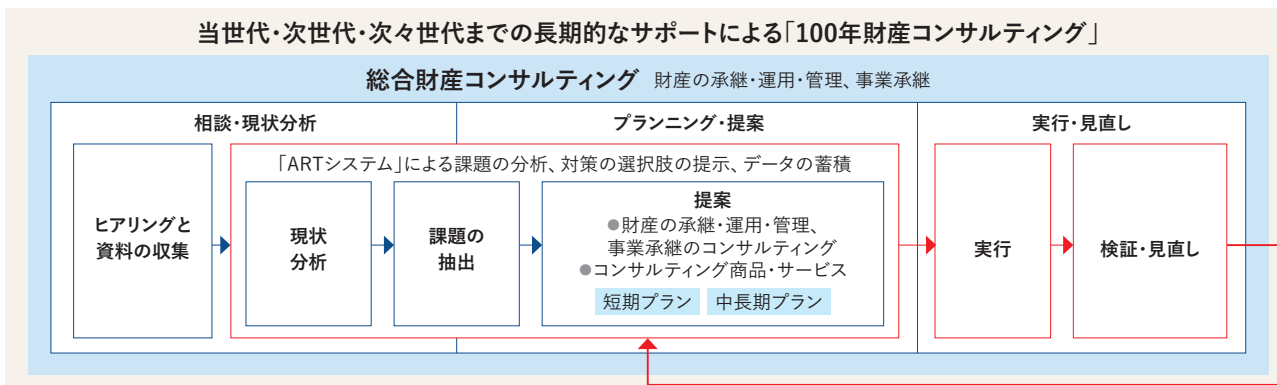 当世代・次世代・次々世代までの長期的なサポートによる「100年財産コンサルティング」
総合財産コンサルティング 財産の承継・運用・管理、事業承継
相談・現状分析
プランニング・提案
実行・見直し
「ARTシステム」による課題の分析、対策の選択肢の提示、データの蓄積
ヒアリングと
資料の収集
現状
分析
課題の
抽出
提案
●財産の承継・運用・管理、
事業承継のコンサルティング
●コンサルティング商品・サービス
短期プラン
中長期プラン
実行
検証・見直し